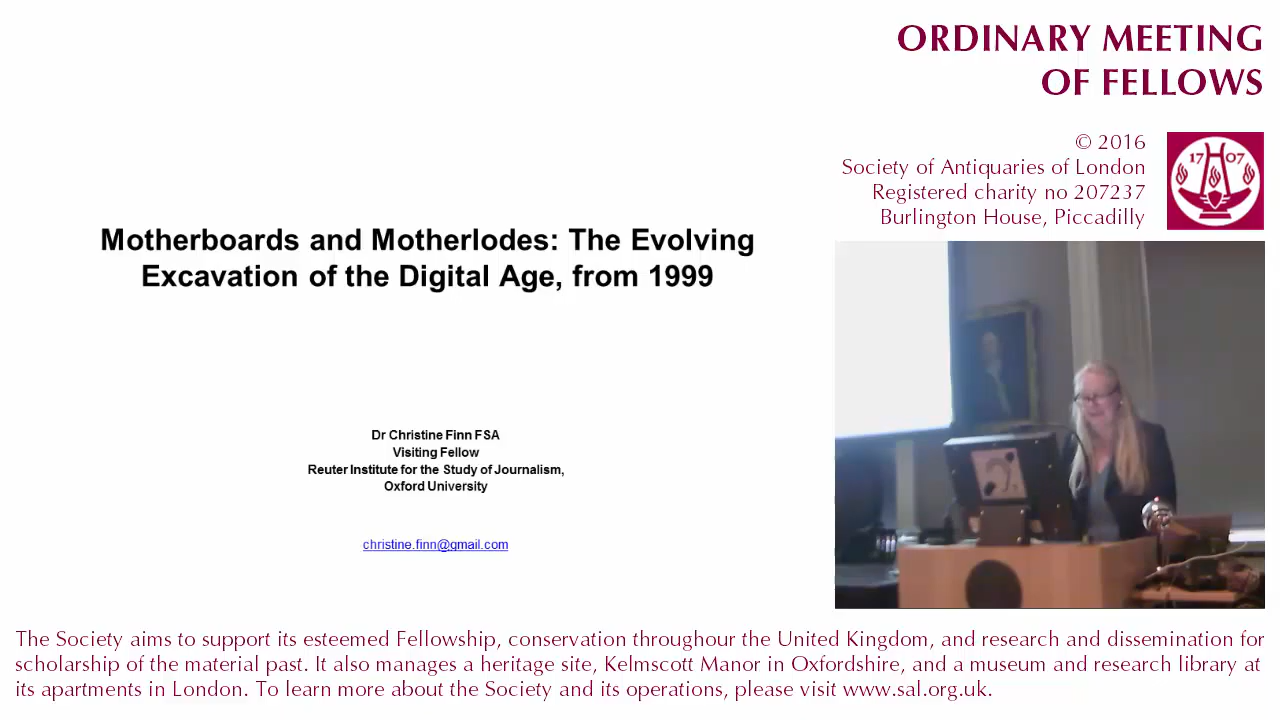 ORDINARY MEETING
OF FELLOWS
© 2016
Society of Antiquaries of London
Registered charity no 207237
Burlington House, Piccadilly
17 07
Motherboards and Motherlodes: The Evolving
Excavation of the Digital Age, from 1999
Dr Christine Finn FSA
Visiting Fellow
Reuter Institute for the Study of Journalism,
Oxford University
christine.finn@gmail.com
The Society aims to support its esteemed Fellowship, conservation throughour the United Kingdom, and research and dissemination for
scholarship of the material past. It also manages a heritage site, Kelmscott Manor in Oxfordshire, and a museum and research library at
its apartments in London. To learn more about the Society and its operations, please visit www.sal.org.uk.